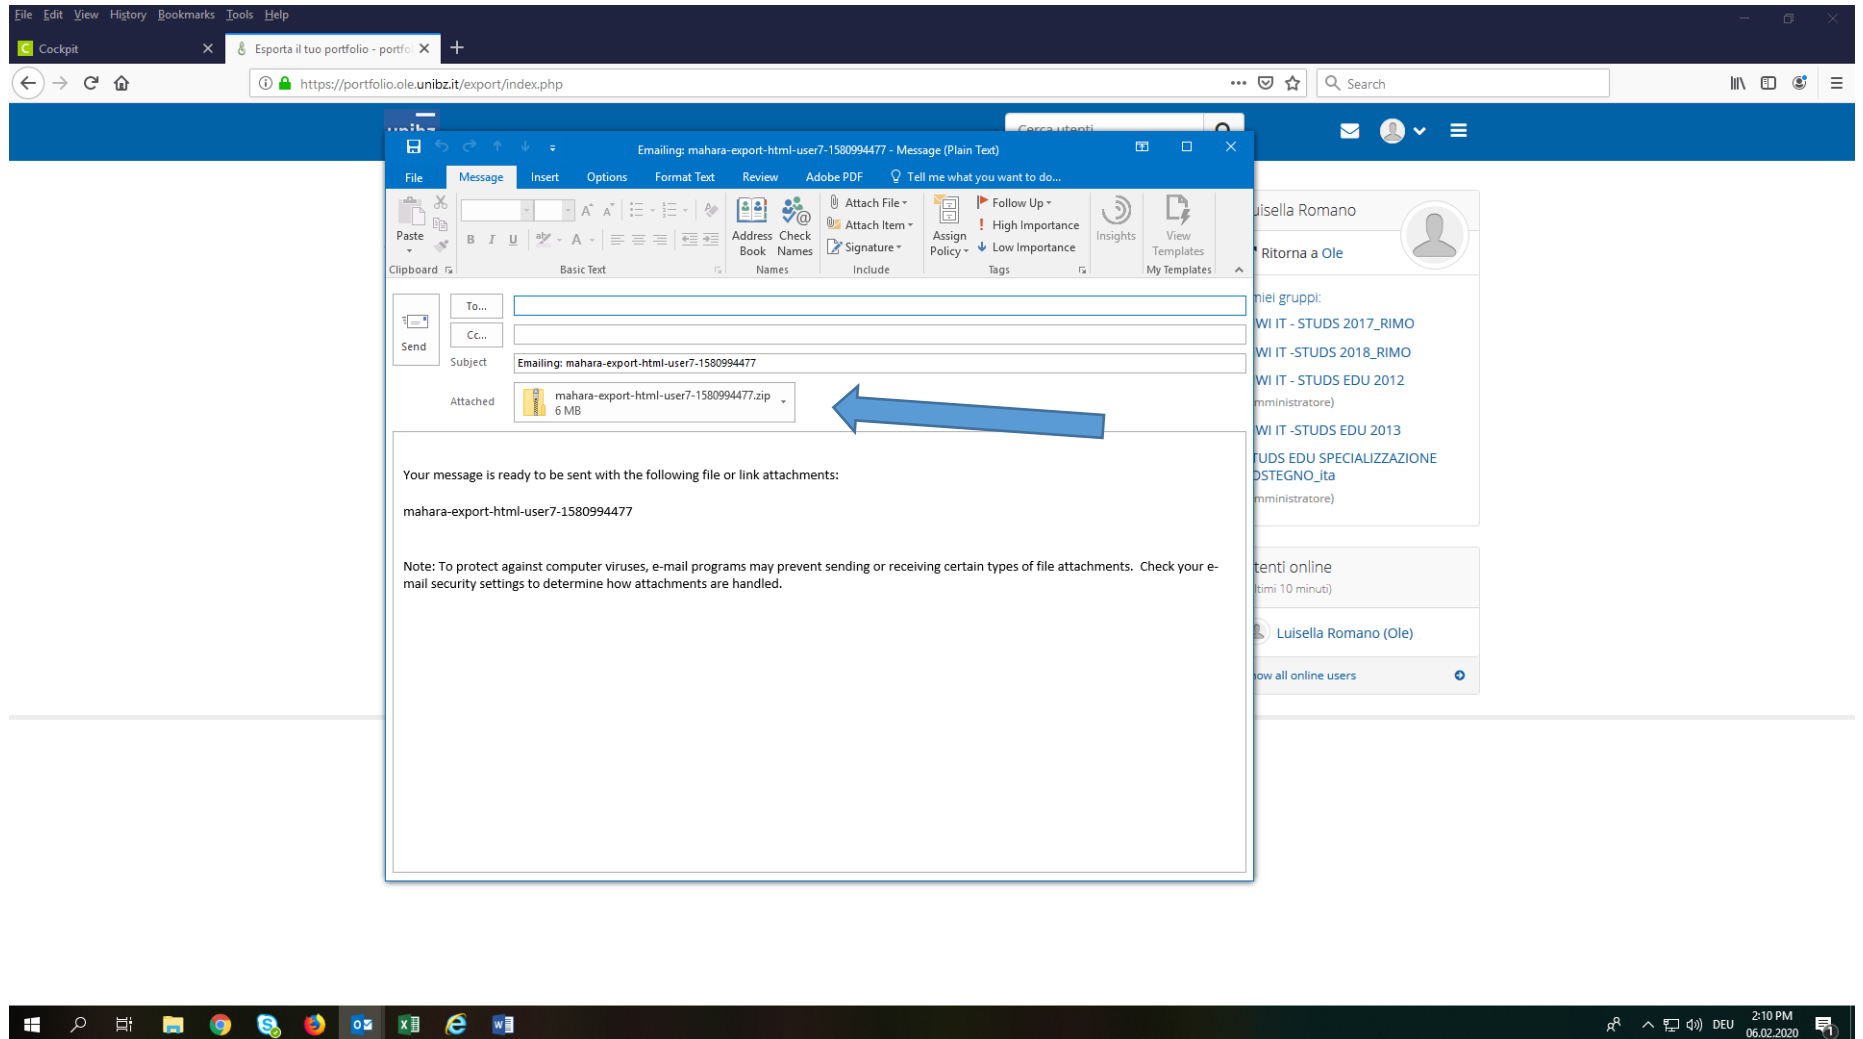 File Edit View History Bookmarks Tools Help
Cockpit
Esporta il tuo portfolio - portfo
https://portfolio.ole.unibz.it/export/index.php
Search
unibz
Cerca utenti
Emailing: mahara-export-html-user7-1580994477 - Message (Plain Text)
File Message Insert Options Format Text Review Adobe PDF Tell me what you want to do...
Paste
Clipboard
B I U
Basic Text
Address Book
Check Names
Names
Attach File
Attach Item
Signature
Include
Assign Policy
Follow Up
High Importance
Low Importance
Tags
Insights
View Templates
My Templates
Send
To...
Cc...
Subject Emailing: mahara-export-html-user7-1580994477
Attached mahara-export-html-user7-1580994477.zip
6 MB
Your message is ready to be sent with the following file or link attachments:
mahara-export-html-user7-1580994477
Note: To protect against computer viruses, e-mail programs may prevent sending or receiving certain types of file attachments. Check your e-
mail security settings to determine how attachments are handled.
uisella Romano
Ritorna a Ole
miei gruppi:
WI IT - STUDS 2017_RIMO
WI IT -STUDS 2018_RIMO
WI IT - STUDS EDU 2012
mministratore)
WI IT -STUDS EDU 2013
TUDS EDU SPECIALIZZAZIONE
OSTEGNO_ita
mministratore)
tenti online
ltimi 10 minuti)
Luisella Romano (Ole)
how all online users
DEU
2:10 PM
06.02.2020